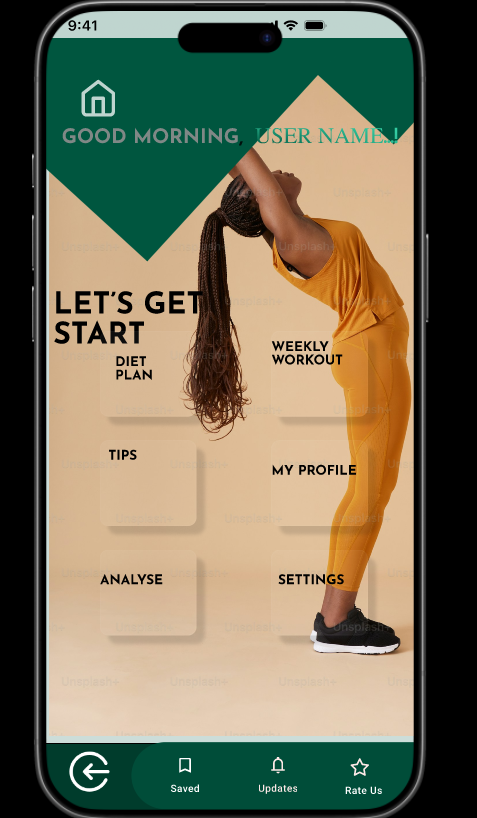 9:41
GOOD MORNING, USER NAME..!
LET'S GET
START
DIET
PLAN
WEEKLY
WORKOUT
TIPS
MY PROFILE
ANALYSE
SETTINGS
Saved
Updates
Rate Us
Unsplash+